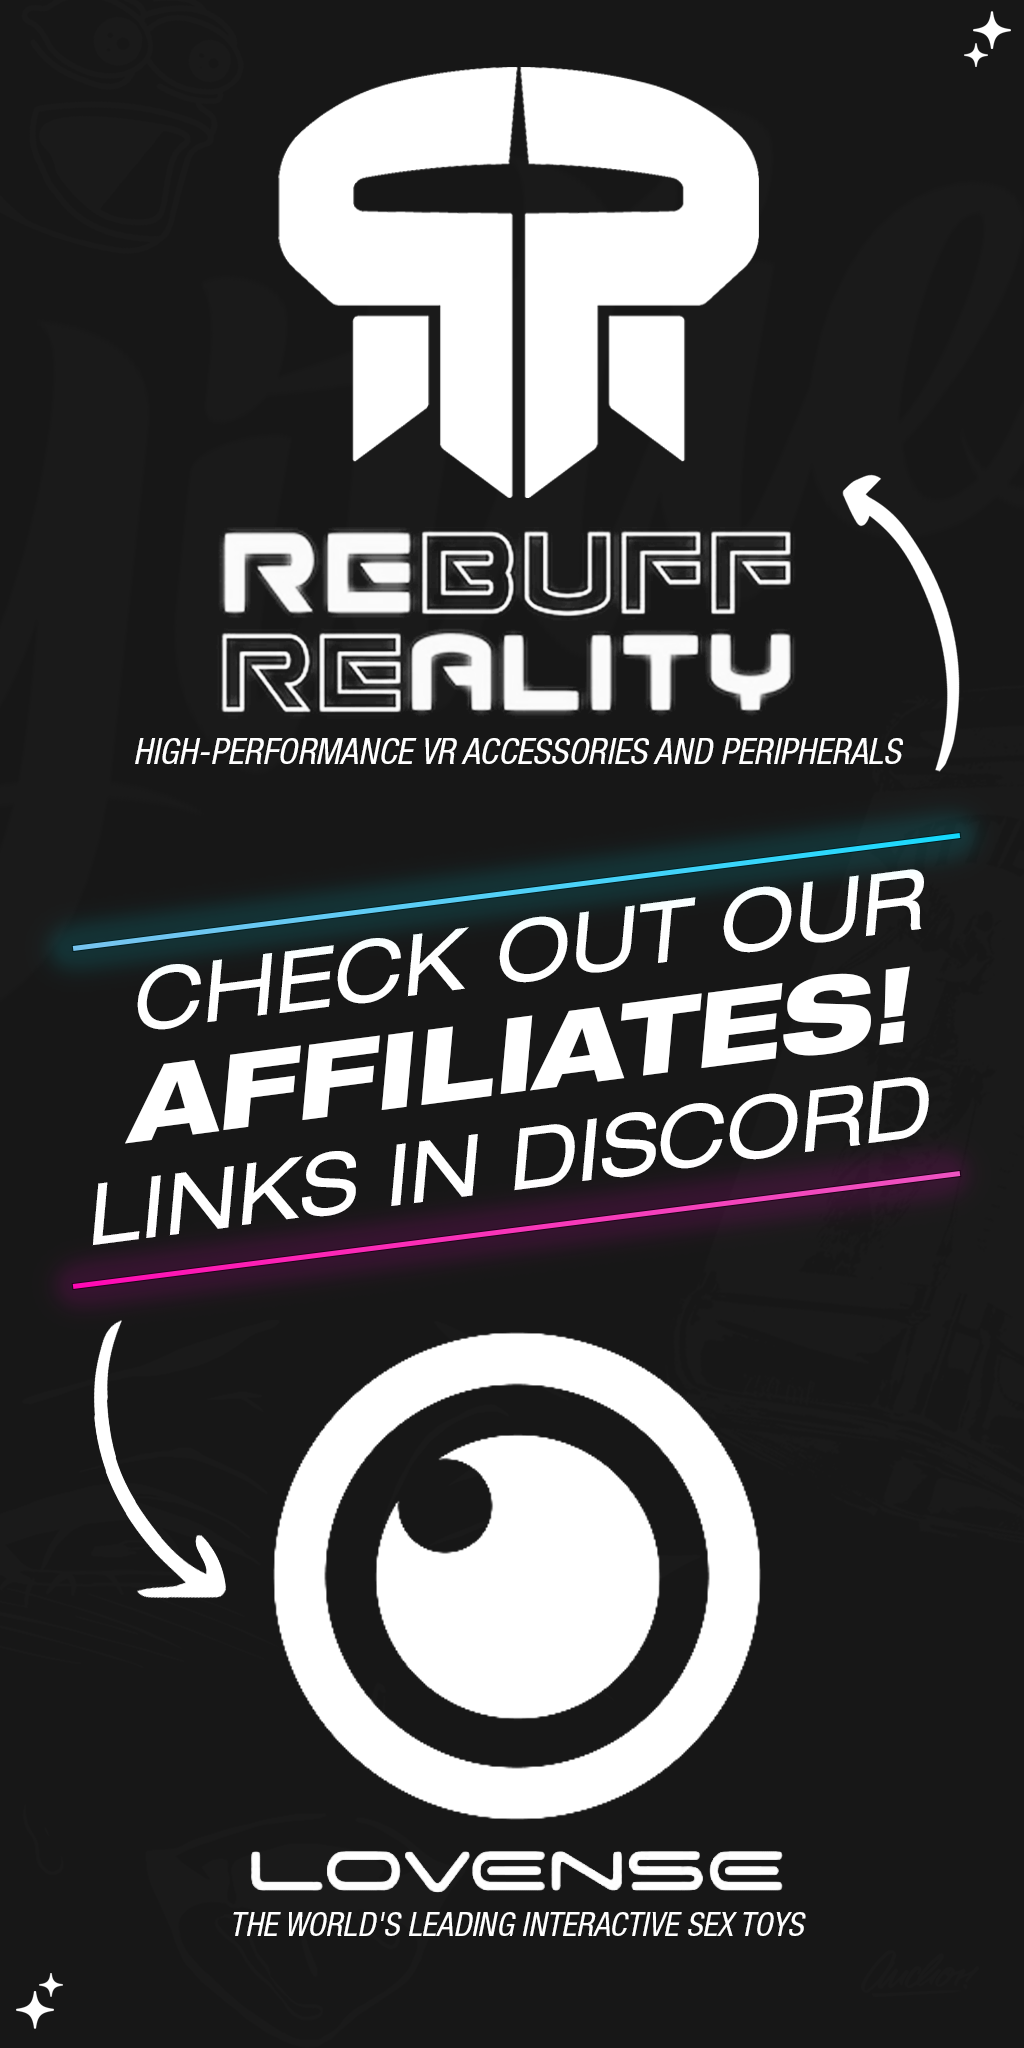 REBUFF
REALITY
HIGH-PERFORMANCE VR ACCESSORIES AND PERIPHERALS
CHECK OUT OUR
AFFILIATES!
LINKS IN DISCORD
LOVENSE
THE WORLD'S LEADING INTERACTIVE SEX TOYS